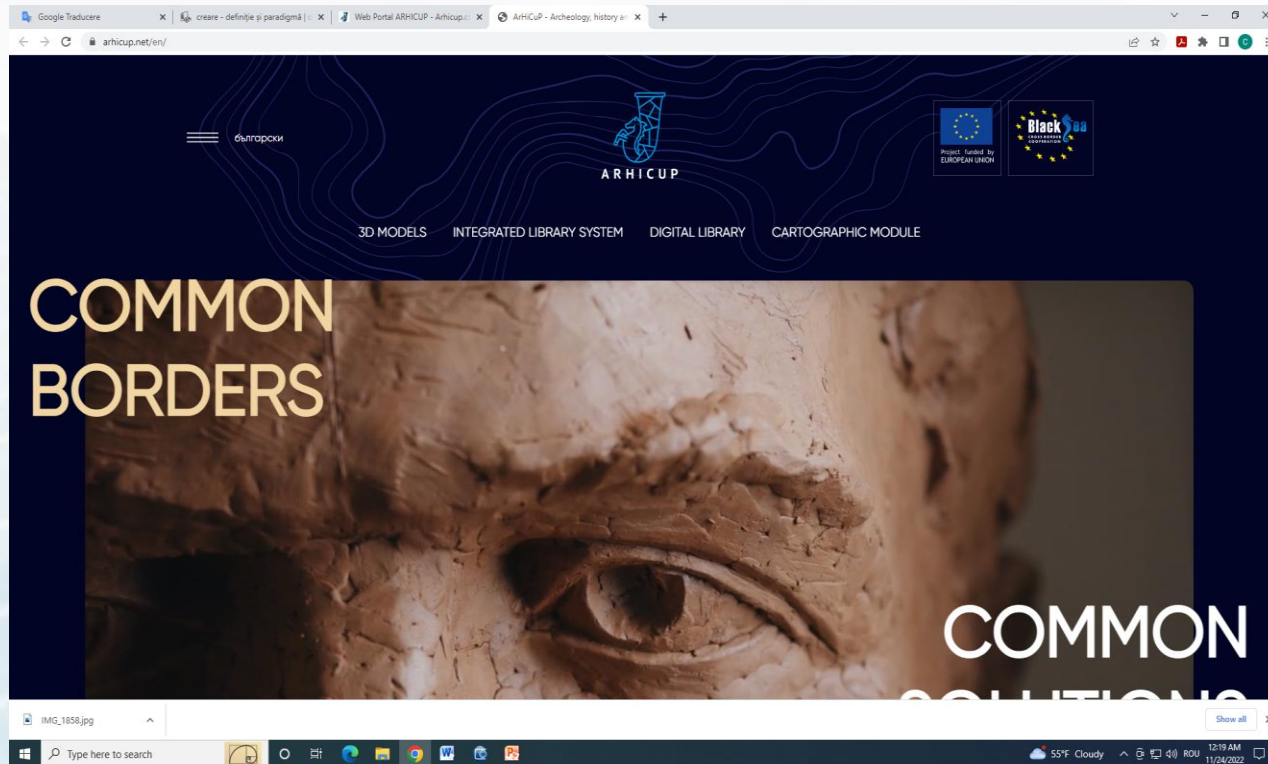 Google Traducere
creare - definiție și paradigmă |
Web Portal ARHICUP - Arhicup.c
ArHiCuP - Archeology, history a
arhicup.net/en/
български
ARHICUP
Project funded by
EUROPEAN UNION
Black Sea
CROSS BORDER
COOPERATION
3D MODELS INTEGRATED LIBRARY SYSTEM DIGITAL LIBRARY CARTOGRAPHIC MODULE
COMMON
BORDERS
COMMON
SOLUTIONS
IMG_1858.jpg
Show all
Type here to search
55°F Cloudy
ROU
12:19 AM
11/24/2022